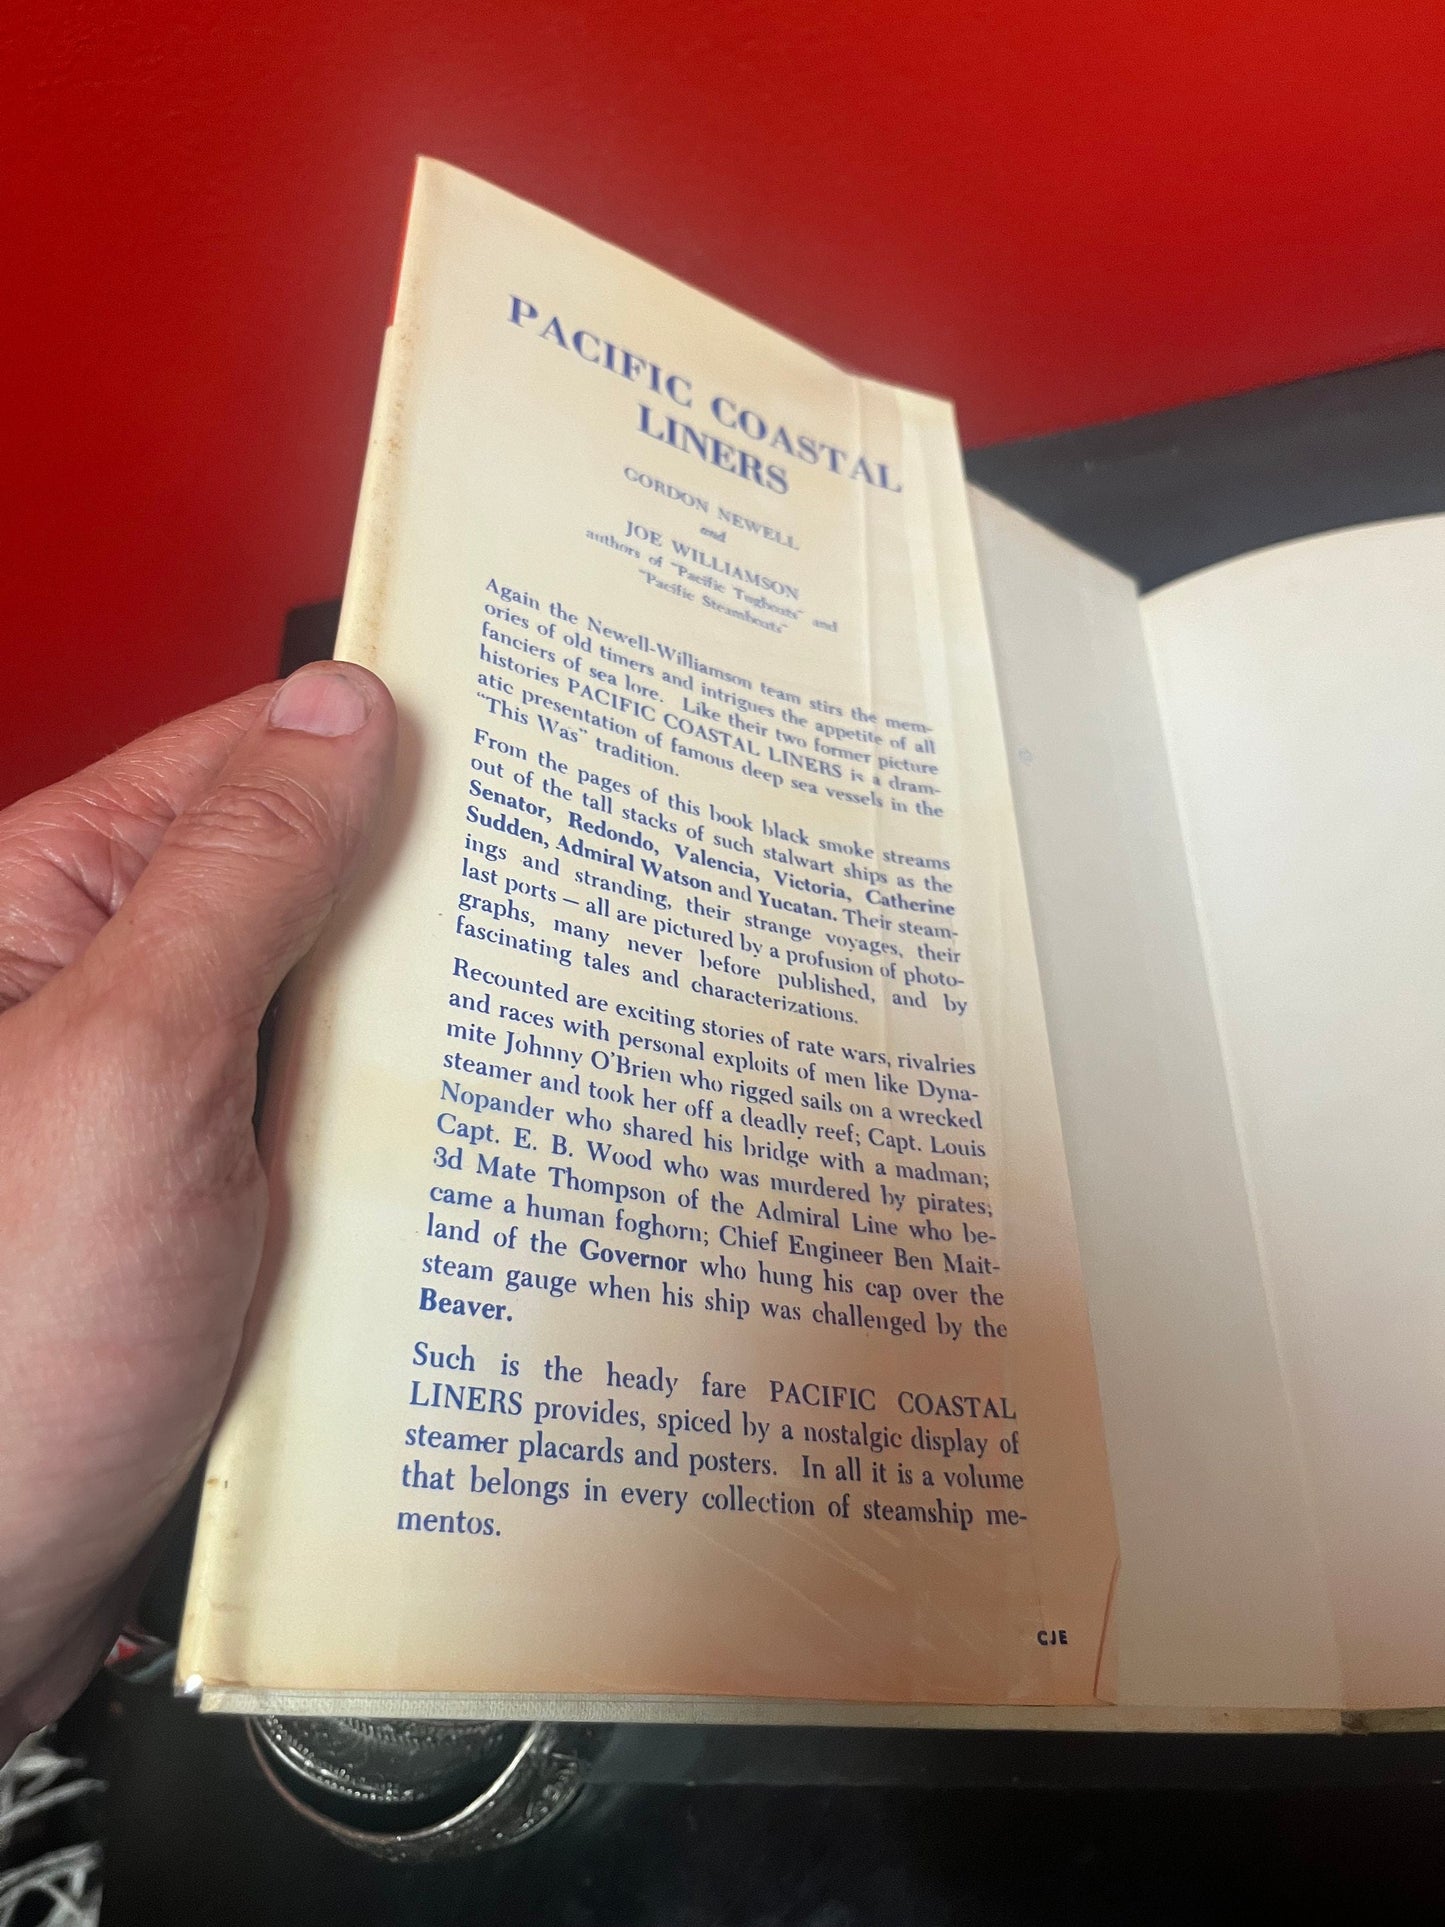 PACIFIC COASTAL
LINERS
GORDON NEWELL
and
JOE WILLIAMSON
authors of "Pacific Tugboats" and
"Pacific Steamboats"
Again the Newell-Williamson team stirs the mem-
ories of old timers and intrigues the appetite of all
fanciers of sea lore. Like their two former picture
histories PACIFIC COASTAL LINERS is a dram-
atic presentation of famous deep sea vessels in the
"This Was" tradition.
From the pages of this book black smoke streams
out of the tall stacks of such stalwart ships as the
Senator, Redondo, Valencia, Victoria, Catherine
Sudden, Admiral Watson and Yucatan. Their steam-
ings and stranding, their strange voyages, their
last ports — all are pictured by a profusion of photo-
graphs, many never before published, and by
fascinating tales and characterizations.
Recounted are exciting stories of rate wars, rivalries
and races with personal exploits of men like Dyna-
mite Johnny O'Brien who rigged sails on a wrecked
steamer and took her off a deadly reef; Capt. Louis
Nopander who shared his bridge with a madman;
Capt. E. B. Wood who was murdered by pirates;
3d Mate Thompson of the Admiral Line who be-
came a human foghorn; Chief Engineer Ben Mait-
land of the Governor who hung his cap over the
steam gauge when his ship was challenged by the
Beaver.
Such is the heady fare PACIFIC COASTAL
LINERS provides, spiced by a nostalgic display of
steamer placards and posters. In all it is a volume
that belongs in every collection of steamship me-
mentos.
CJE